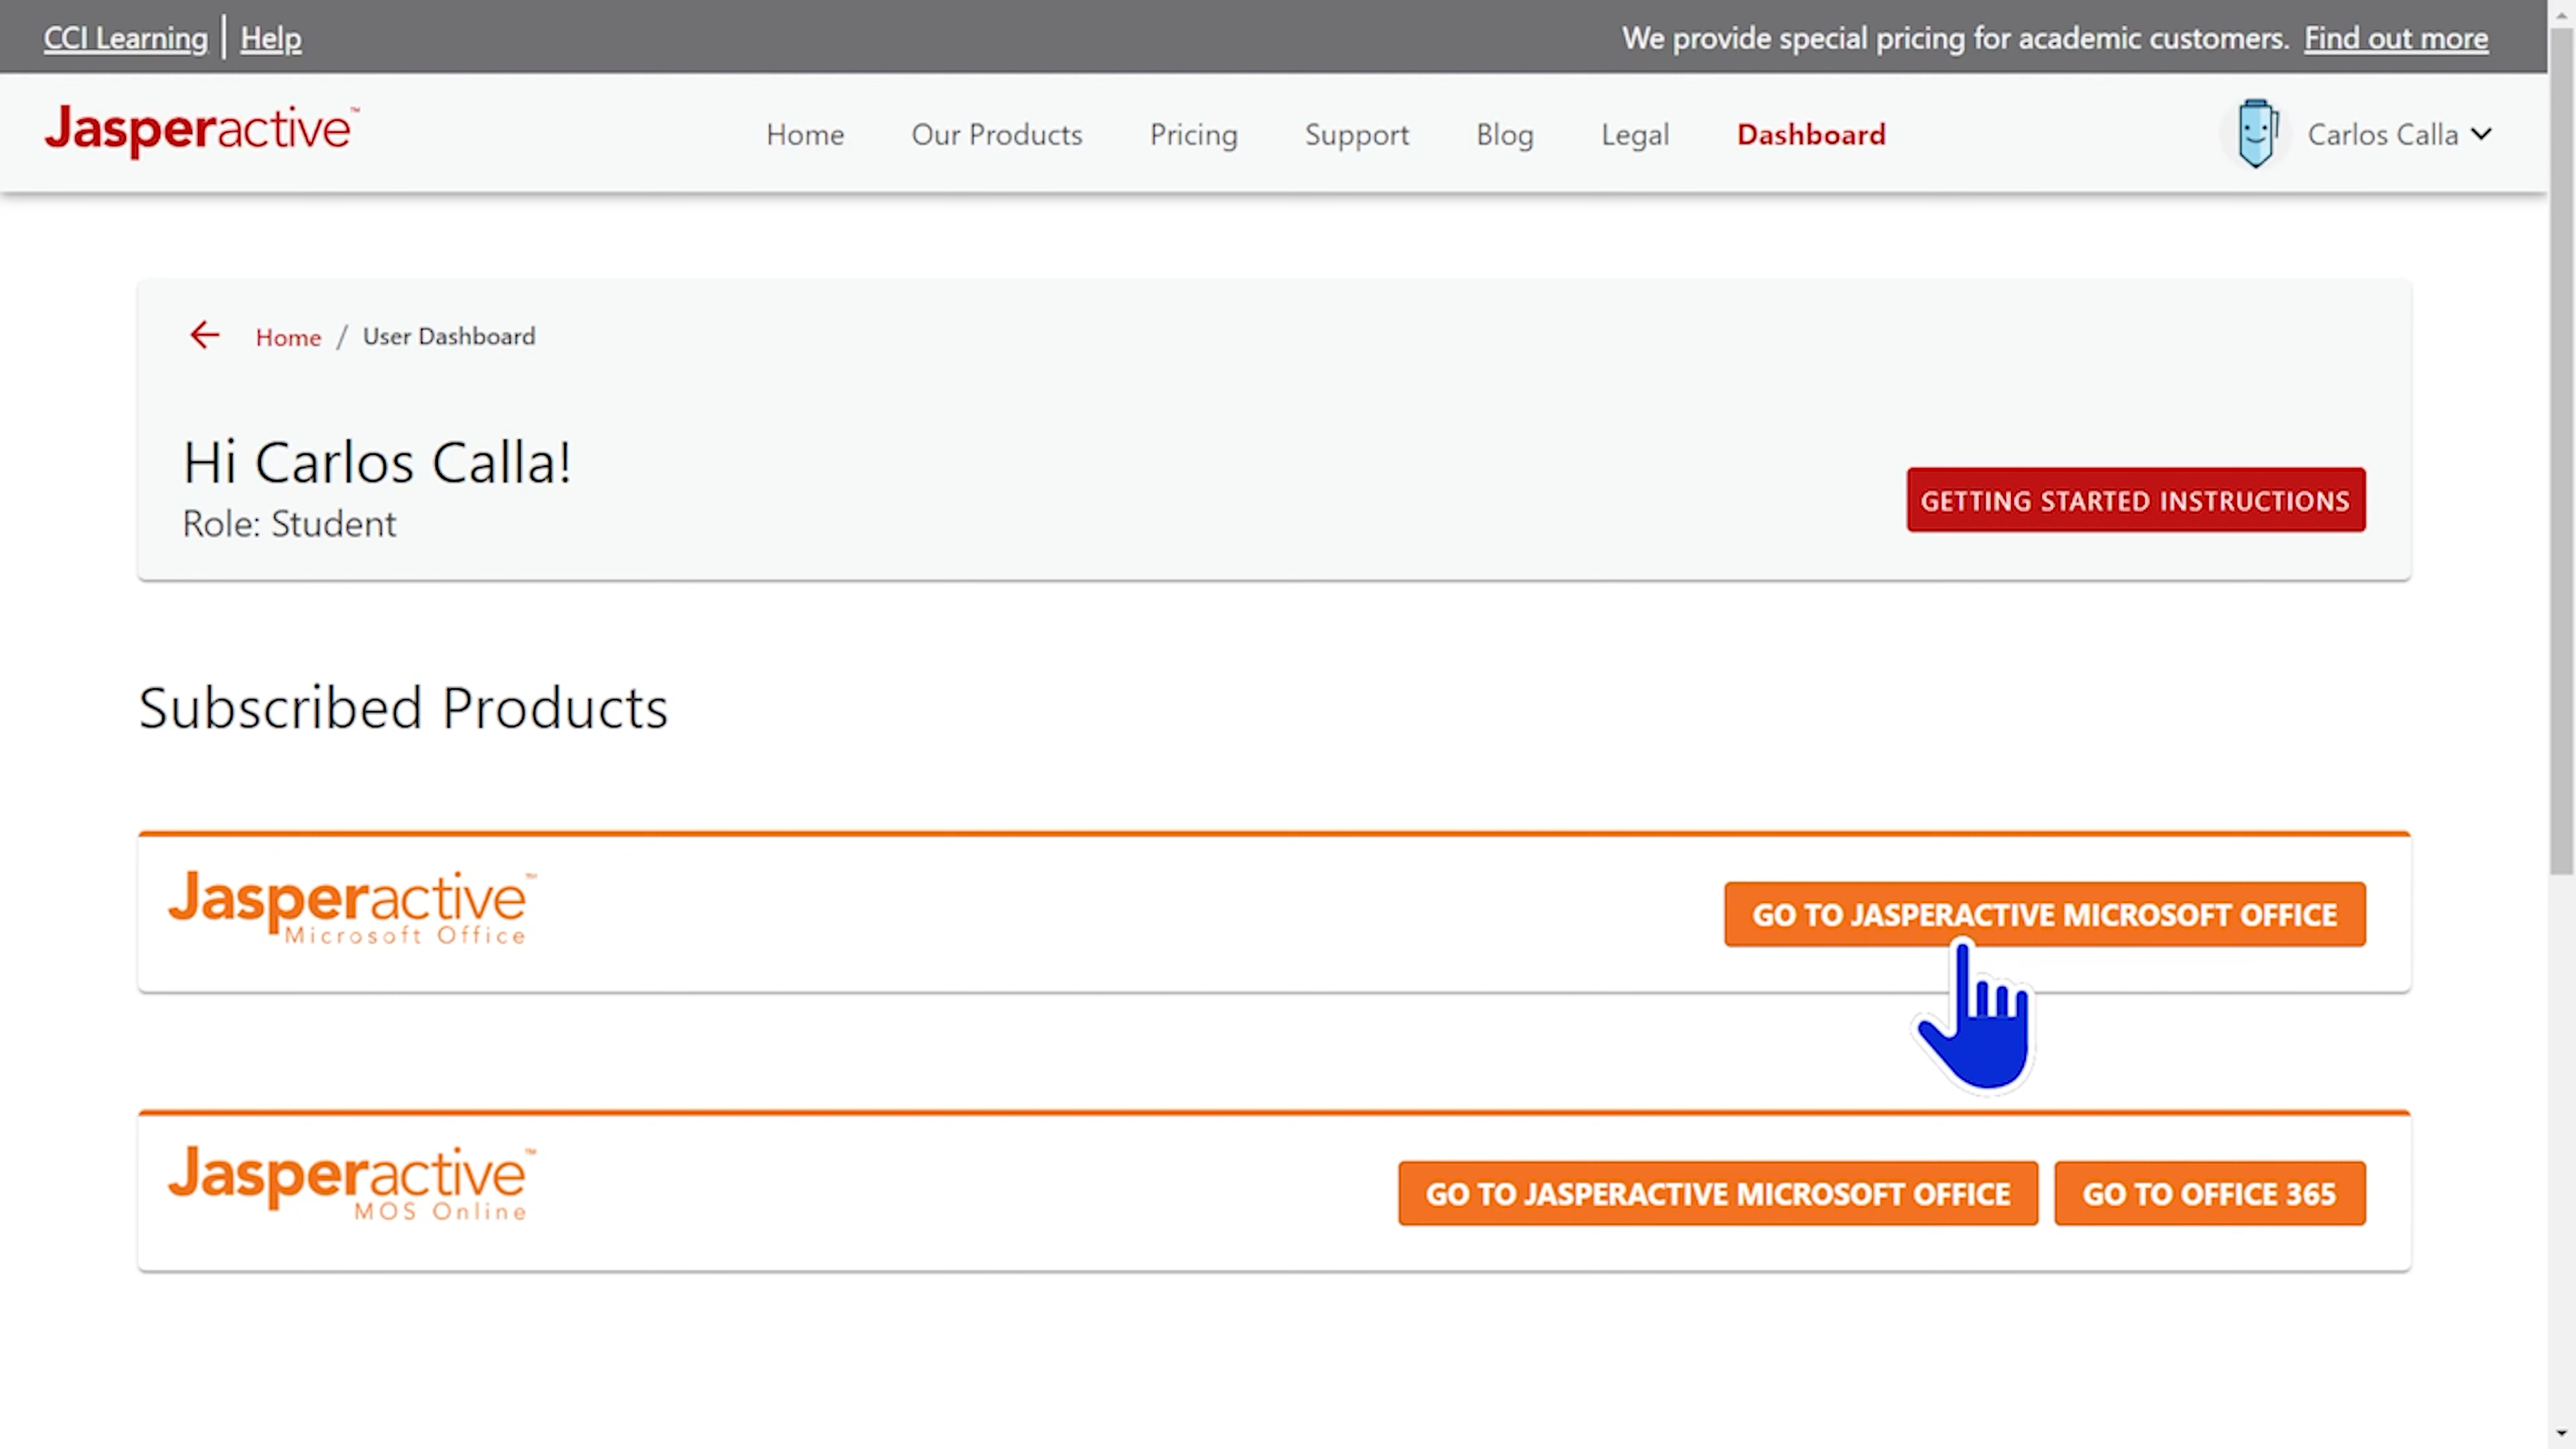 CCI Learning | Help
We provide special pricing for academic customers. Find out more
Jasperactive™
Home Our Products Pricing Support Blog Legal Dashboard
Carlos Calla
Home / User Dashboard
Hi Carlos Calla!
Role: Student
GETTING STARTED INSTRUCTIONS
Subscribed Products
Jasperactive™
Microsoft Office
GO TO JASPERACTIVE MICROSOFT OFFICE
Jasperactive™
MOS Online
GO TO JASPERACTIVE MICROSOFT OFFICE
GO TO OFFICE 365